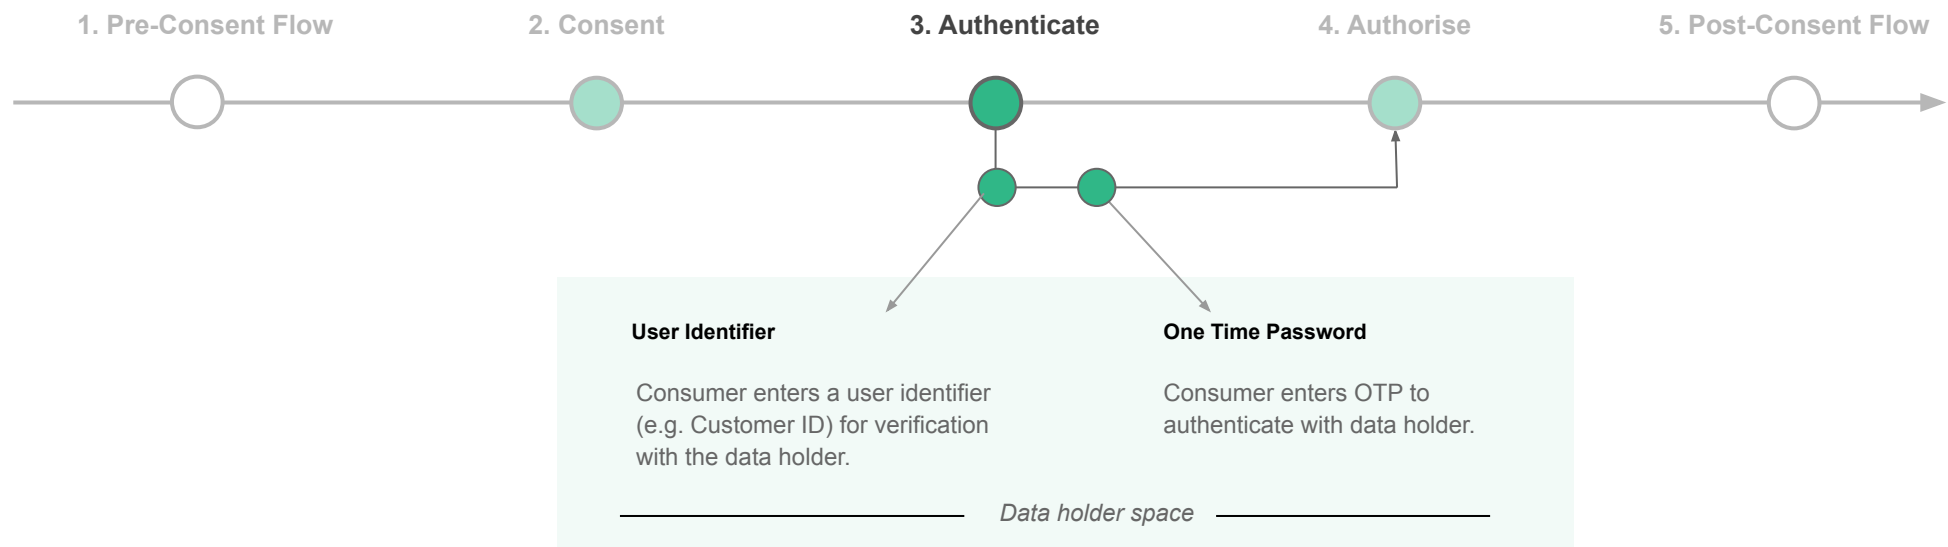 1. Pre-Consent Flow
2. Consent
3. Authenticate
4. Authorise
5. Post-Consent Flow
User Identifier
Consumer enters a user identifier
(e.g. Customer ID) for verification
with the data holder.
One Time Password
Consumer enters OTP to
authenticate with data holder.
Data holder space